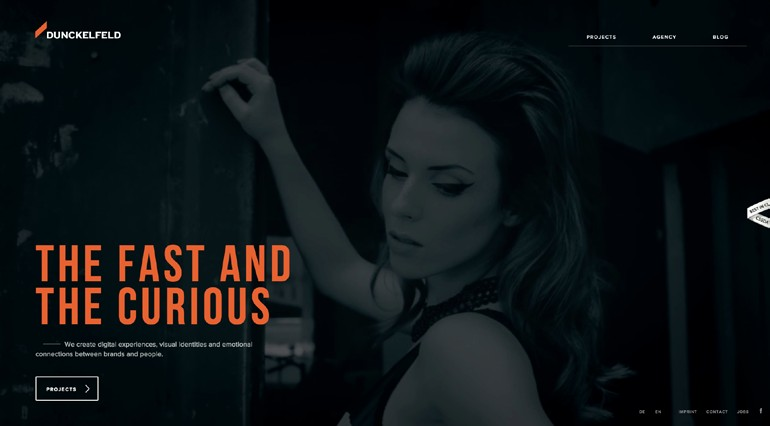 DUNCKELFELD
PROJECTS AGENCY BLOG
THE FAST AND
THE CURIOUS
We create digital experiences, visual identities and emotional
connections between brands and people.
PROJECTS
DE EN IMPRINT CONTACT JOBS f